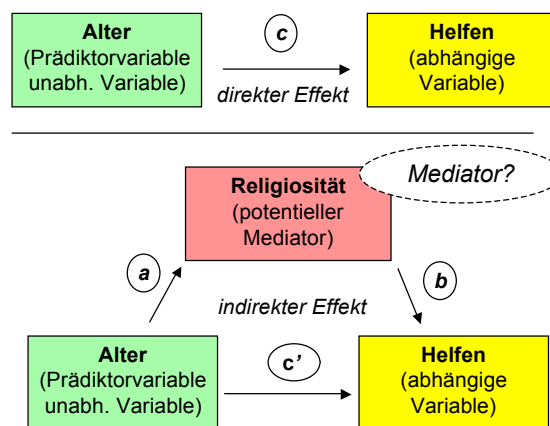 Alter
(Prädiktorvariable
unabh. Variable)
c
direkter Effekt
Helfen
(abhängige
Variable)
Mediator?
Religiosität
(potentieller
Mediator)
a
b
indirekter Effekt
Alter
(Prädiktorvariable
unabh. Variable)
c’
Helfen
(abhängige
Variable)